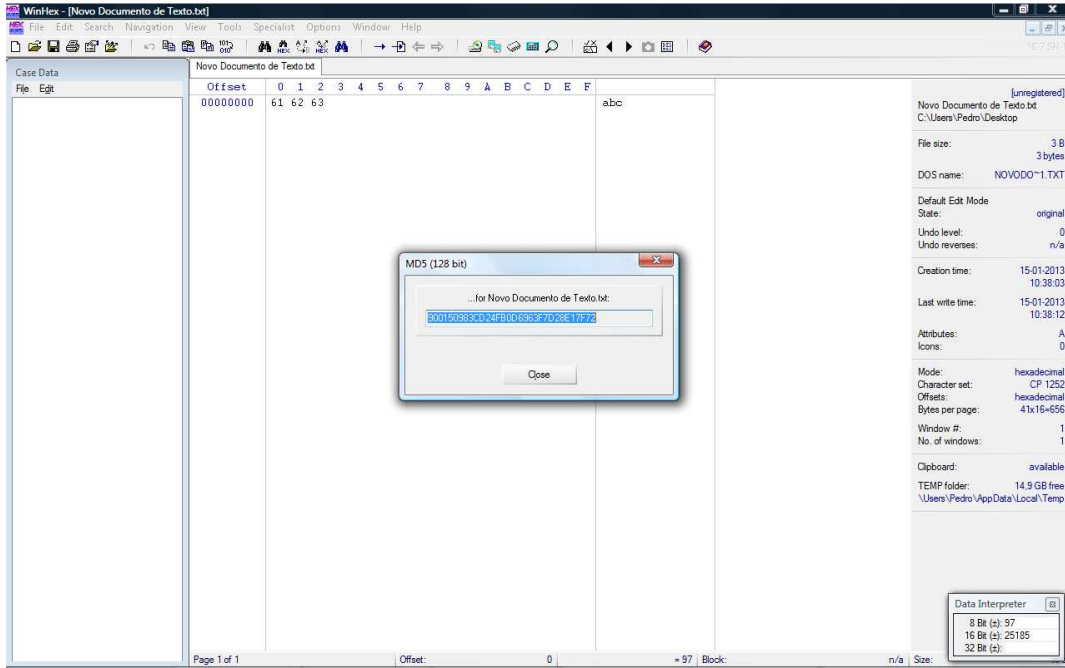 WinHex - [Novo Documento de Texto.txt]
File Edit Search Navigation View Tools Specialist Options Window Help
Case Data
File Edit
Novo Documento de Texto.txt
Offset 0 1 2 3 4 5 6 7 8 9 A B C D E F
00000000 61 62 63 abc
[unregistered]
Novo Documento de Texto.txt
C:\Users\Pedro\Desktop
File size: 3 B
3 bytes
DOS name: NOVODO~1.TXT
Default Edit Mode
State: original
Undo level: 0
Undo reverses: n/a
Creation time: 15-01-2013
10:38:03
Last write time: 15-01-2013
10:38:12
Attributes: A
Icons: 0
Mode: hexadecimal
Character set: CP 1252
Offsets: hexadecimal
Bytes per page: 41x16=656
Window #: 1
No. of windows: 1
Clipboard: available
TEMP folder: 14,9 GB free
\Users\Pedro\AppData\Local\Temp
MD5 (128 bit)
...for Novo Documento de Texto.txt:
900150983CD24FB0D6963F7D28E17F72
Close
Data Interpreter
8 Bit (±): 97
16 Bit (±): 25185
32 Bit (±):
Page 1 of 1 Offset: 0 = 97 Block: n/a Size: